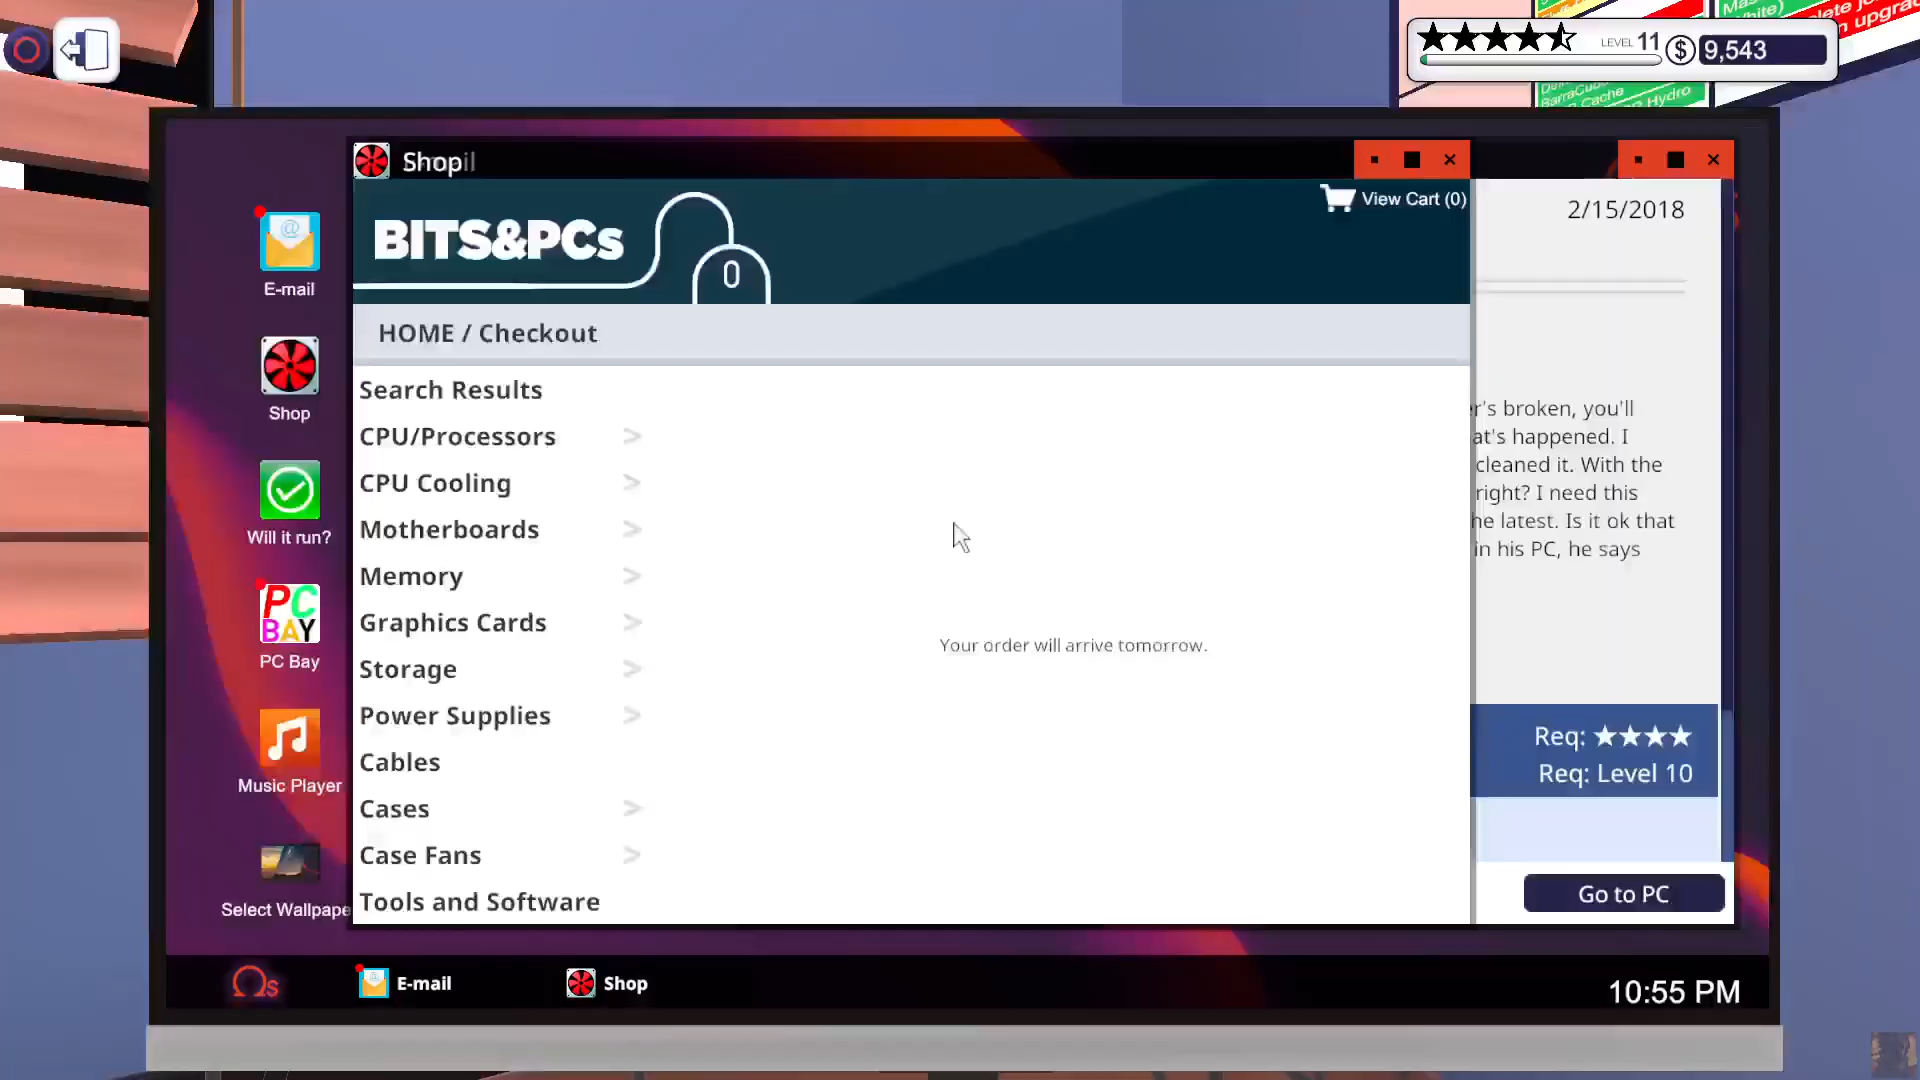 LEVEL 11
$ 9,543
BarraCuda
Cache
Hydro
Shop
View Cart (0)
BITS&PCs
HOME / Checkout
Search Results
CPU/Processors >
CPU Cooling >
Motherboards >
Memory >
Graphics Cards >
Storage >
Power Supplies >
Cables
Cases >
Case Fans >
Tools and Software
Your order will arrive tomorrow.
2/15/2018
r's broken, you'll
at's happened. I
cleaned it. With the
right? I need this
he latest. Is it ok that
in his PC, he says
Req: ★★★★
Req: Level 10
Go to PC
E-mail
Shop
Will it run?
PC BAY
PC Bay
Music Player
Select Wallpape
Ωs
E-mail
Shop
10:55 PM